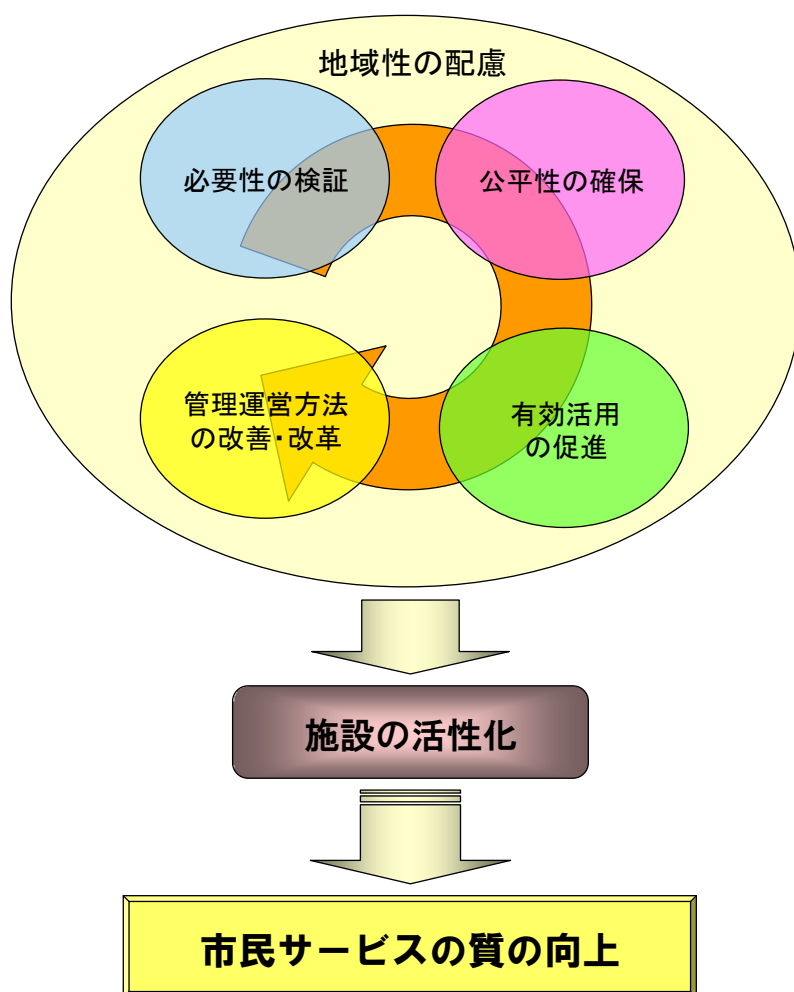 地域性の配慮
必要性の検証
公平性の確保
管理運営方法
の改善・改革
有効活用
の促進
施設の活性化
市民サービスの質の向上